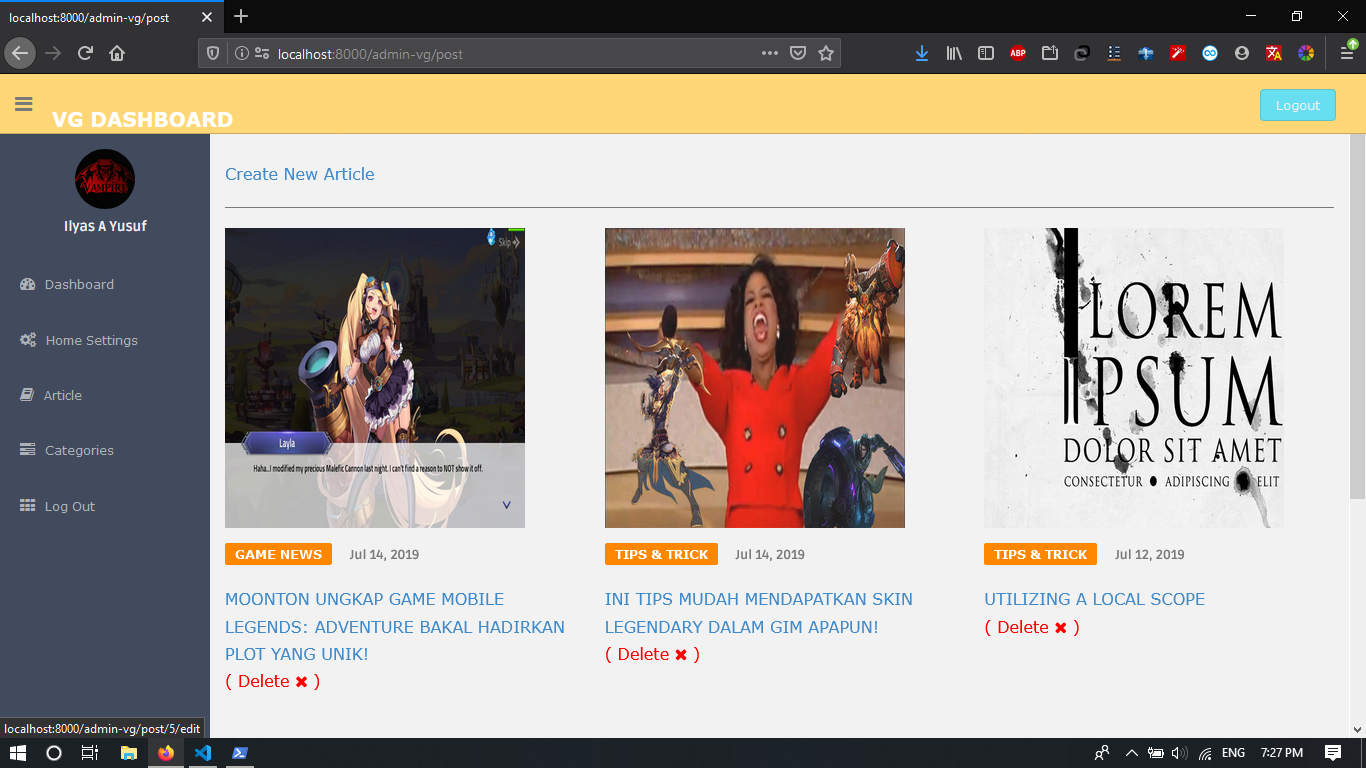 localhost:8000/admin-vg/post
localhost:8000/admin-vg/post
ABP
VG DASHBOARD
Logout
VAMPIRE
Ilyas A Yusuf
Dashboard
Home Settings
Article
Categories
Log Out
Create New Article
Skip
Layla
Haha...I modified my precious Malefic Cannon last night. I can't find a reason to NOT show it off.
LOREM
IPSUM
DOLOR SIT AMET
CONSECTETUR ● ADIPISCING ELIT
GAME NEWS Jul 14, 2019
MOONTON UNGKAP GAME MOBILE
LEGENDS: ADVENTURE BAKAL HADIRKAN
PLOT YANG UNIK!
( Delete ✖ )
TIPS & TRICK Jul 14, 2019
INI TIPS MUDAH MENDAPATKAN SKIN
LEGENDARY DALAM GIM APAPUN!
( Delete ✖ )
TIPS & TRICK Jul 12, 2019
UTILIZING A LOCAL SCOPE
( Delete ✖ )
localhost:8000/admin-vg/post/5/edit
ENG 7:27 PM